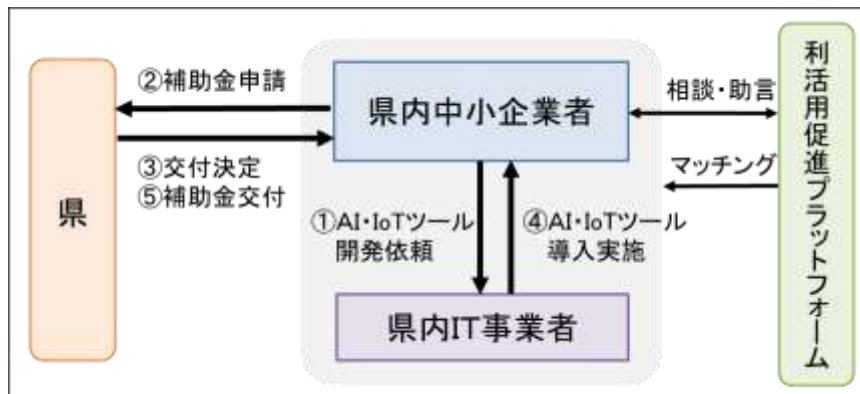 県
②補助金申請
③交付決定
⑤補助金交付
県内中小企業者
①AI・IoTツール
開発依頼
④AI・IoTツール
導入実施
県内IT事業者
相談・助言
マッチング
利活用促進プラットフォーム